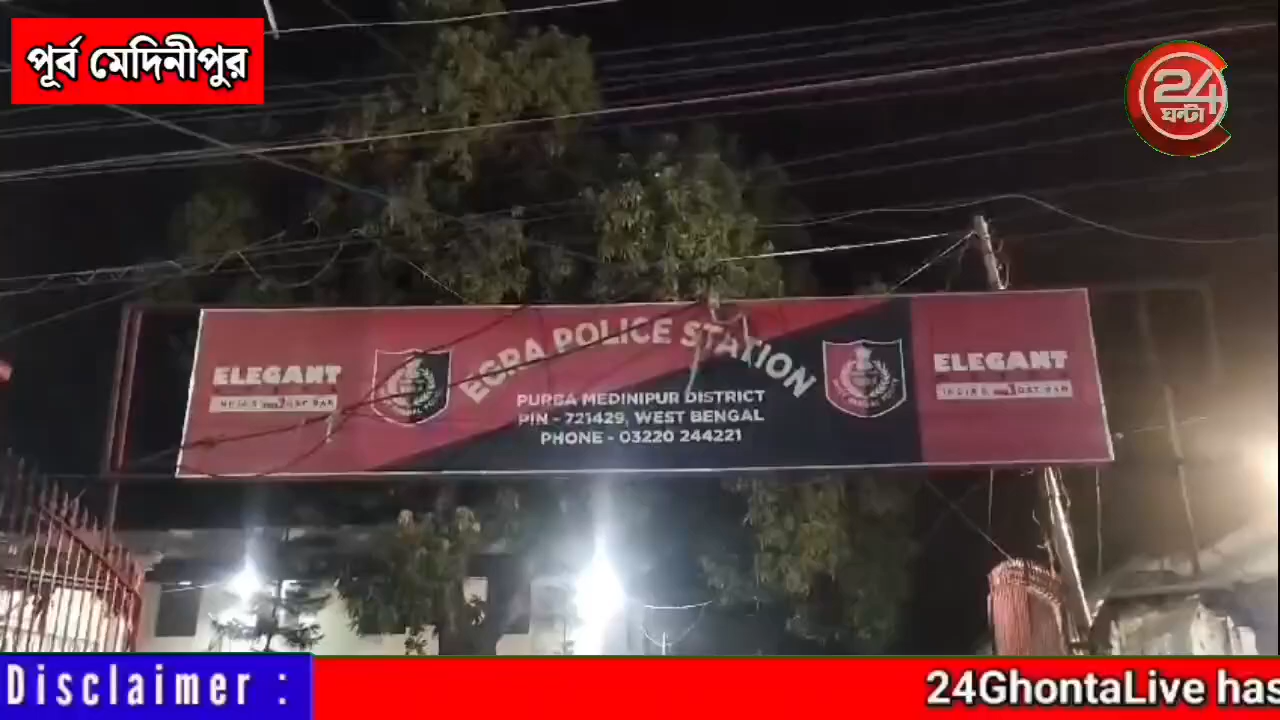 পূর্ব মেদিনীপুর
24
ঘন্টা
EGRA POLICE STATION
PURBA MEDINIPUR DISTRICT
PIN - 721429, WEST BENGAL
PHONE - 03220 244221
ELEGANT
ELEGANT
Disclaimer :
24GhontaLive has